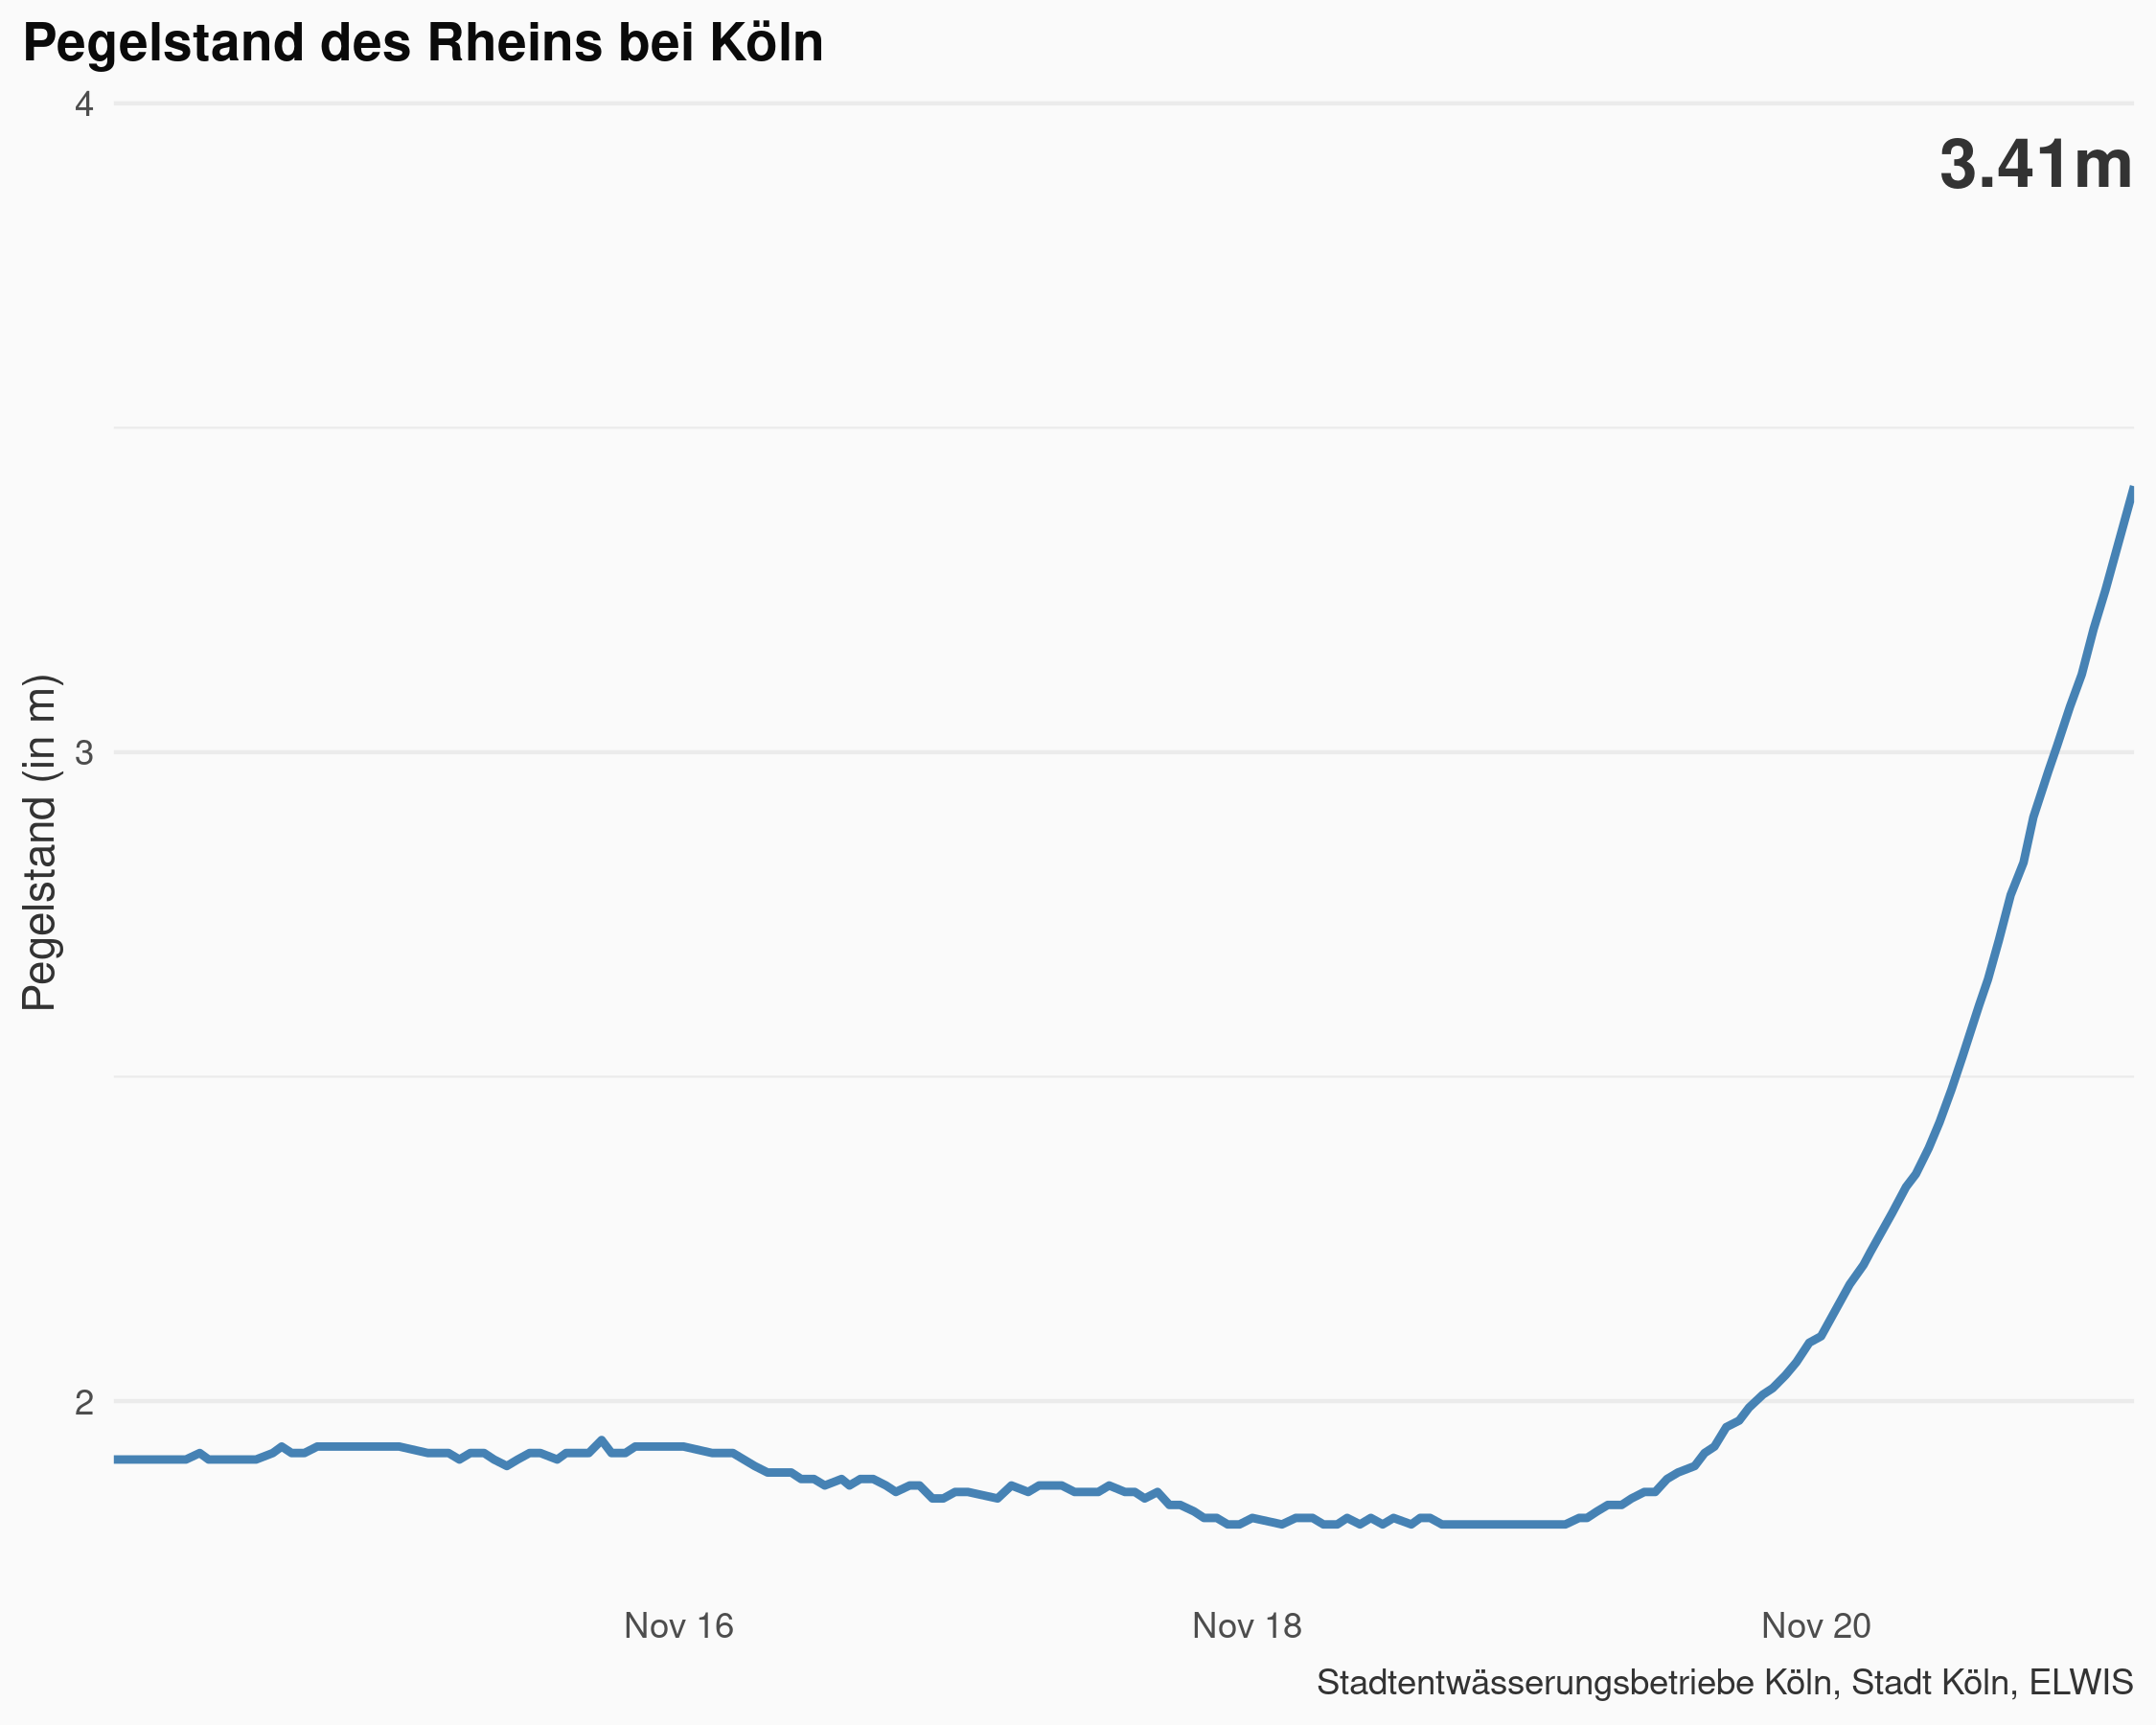 Pegelstand des Rheins bei Köln
4
3.41m
3
2
Pegelstand (in m)
Nov 16
Nov 18
Nov 20
Stadtentwässerungsbetriebe Köln, Stadt Köln, ELWIS